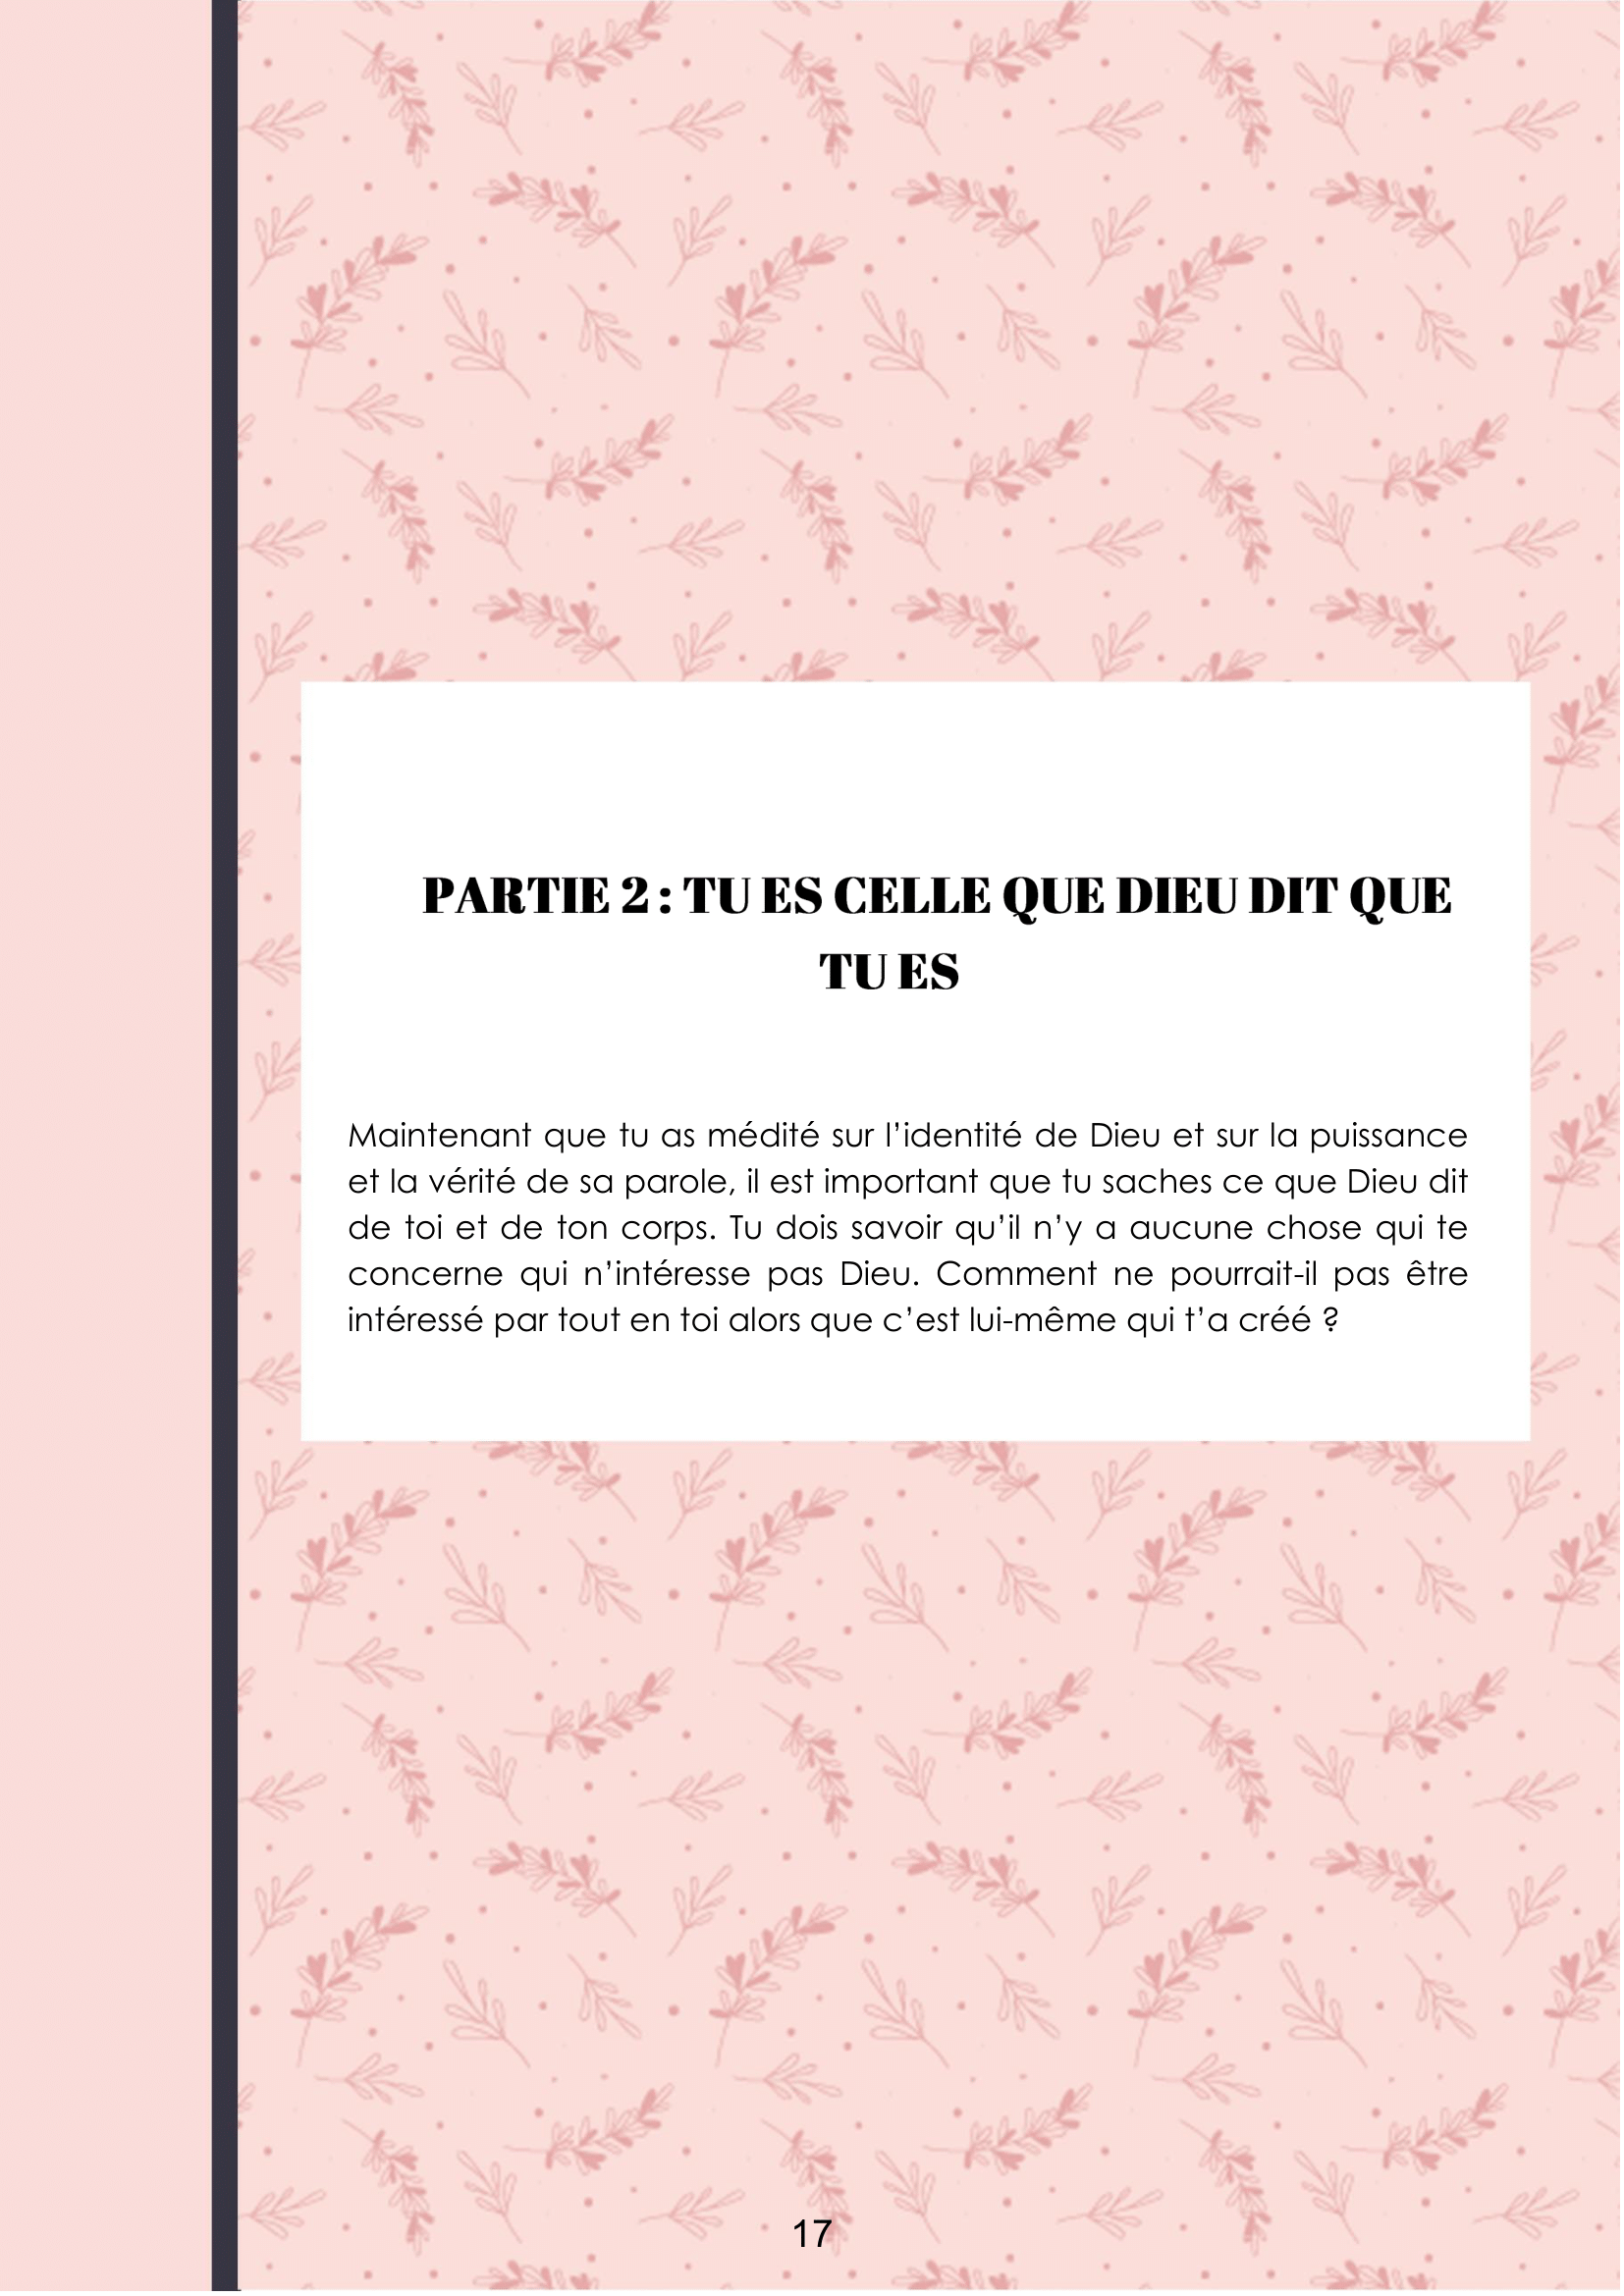 PARTIE 2 : TU ES CELLE QUE DIEU DIT QUE
TU ES
Maintenant que tu as médité sur l’identité de Dieu et sur la puissance
et la vérité de sa parole, il est important que tu saches ce que Dieu dit
de toi et de ton corps. Tu dois savoir qu’il n’y a aucune chose qui te
concerne qui n’intéresse pas Dieu. Comment ne pourrait-il pas être
intéressé par tout en toi alors que c’est lui-même qui t’a créé ?
17